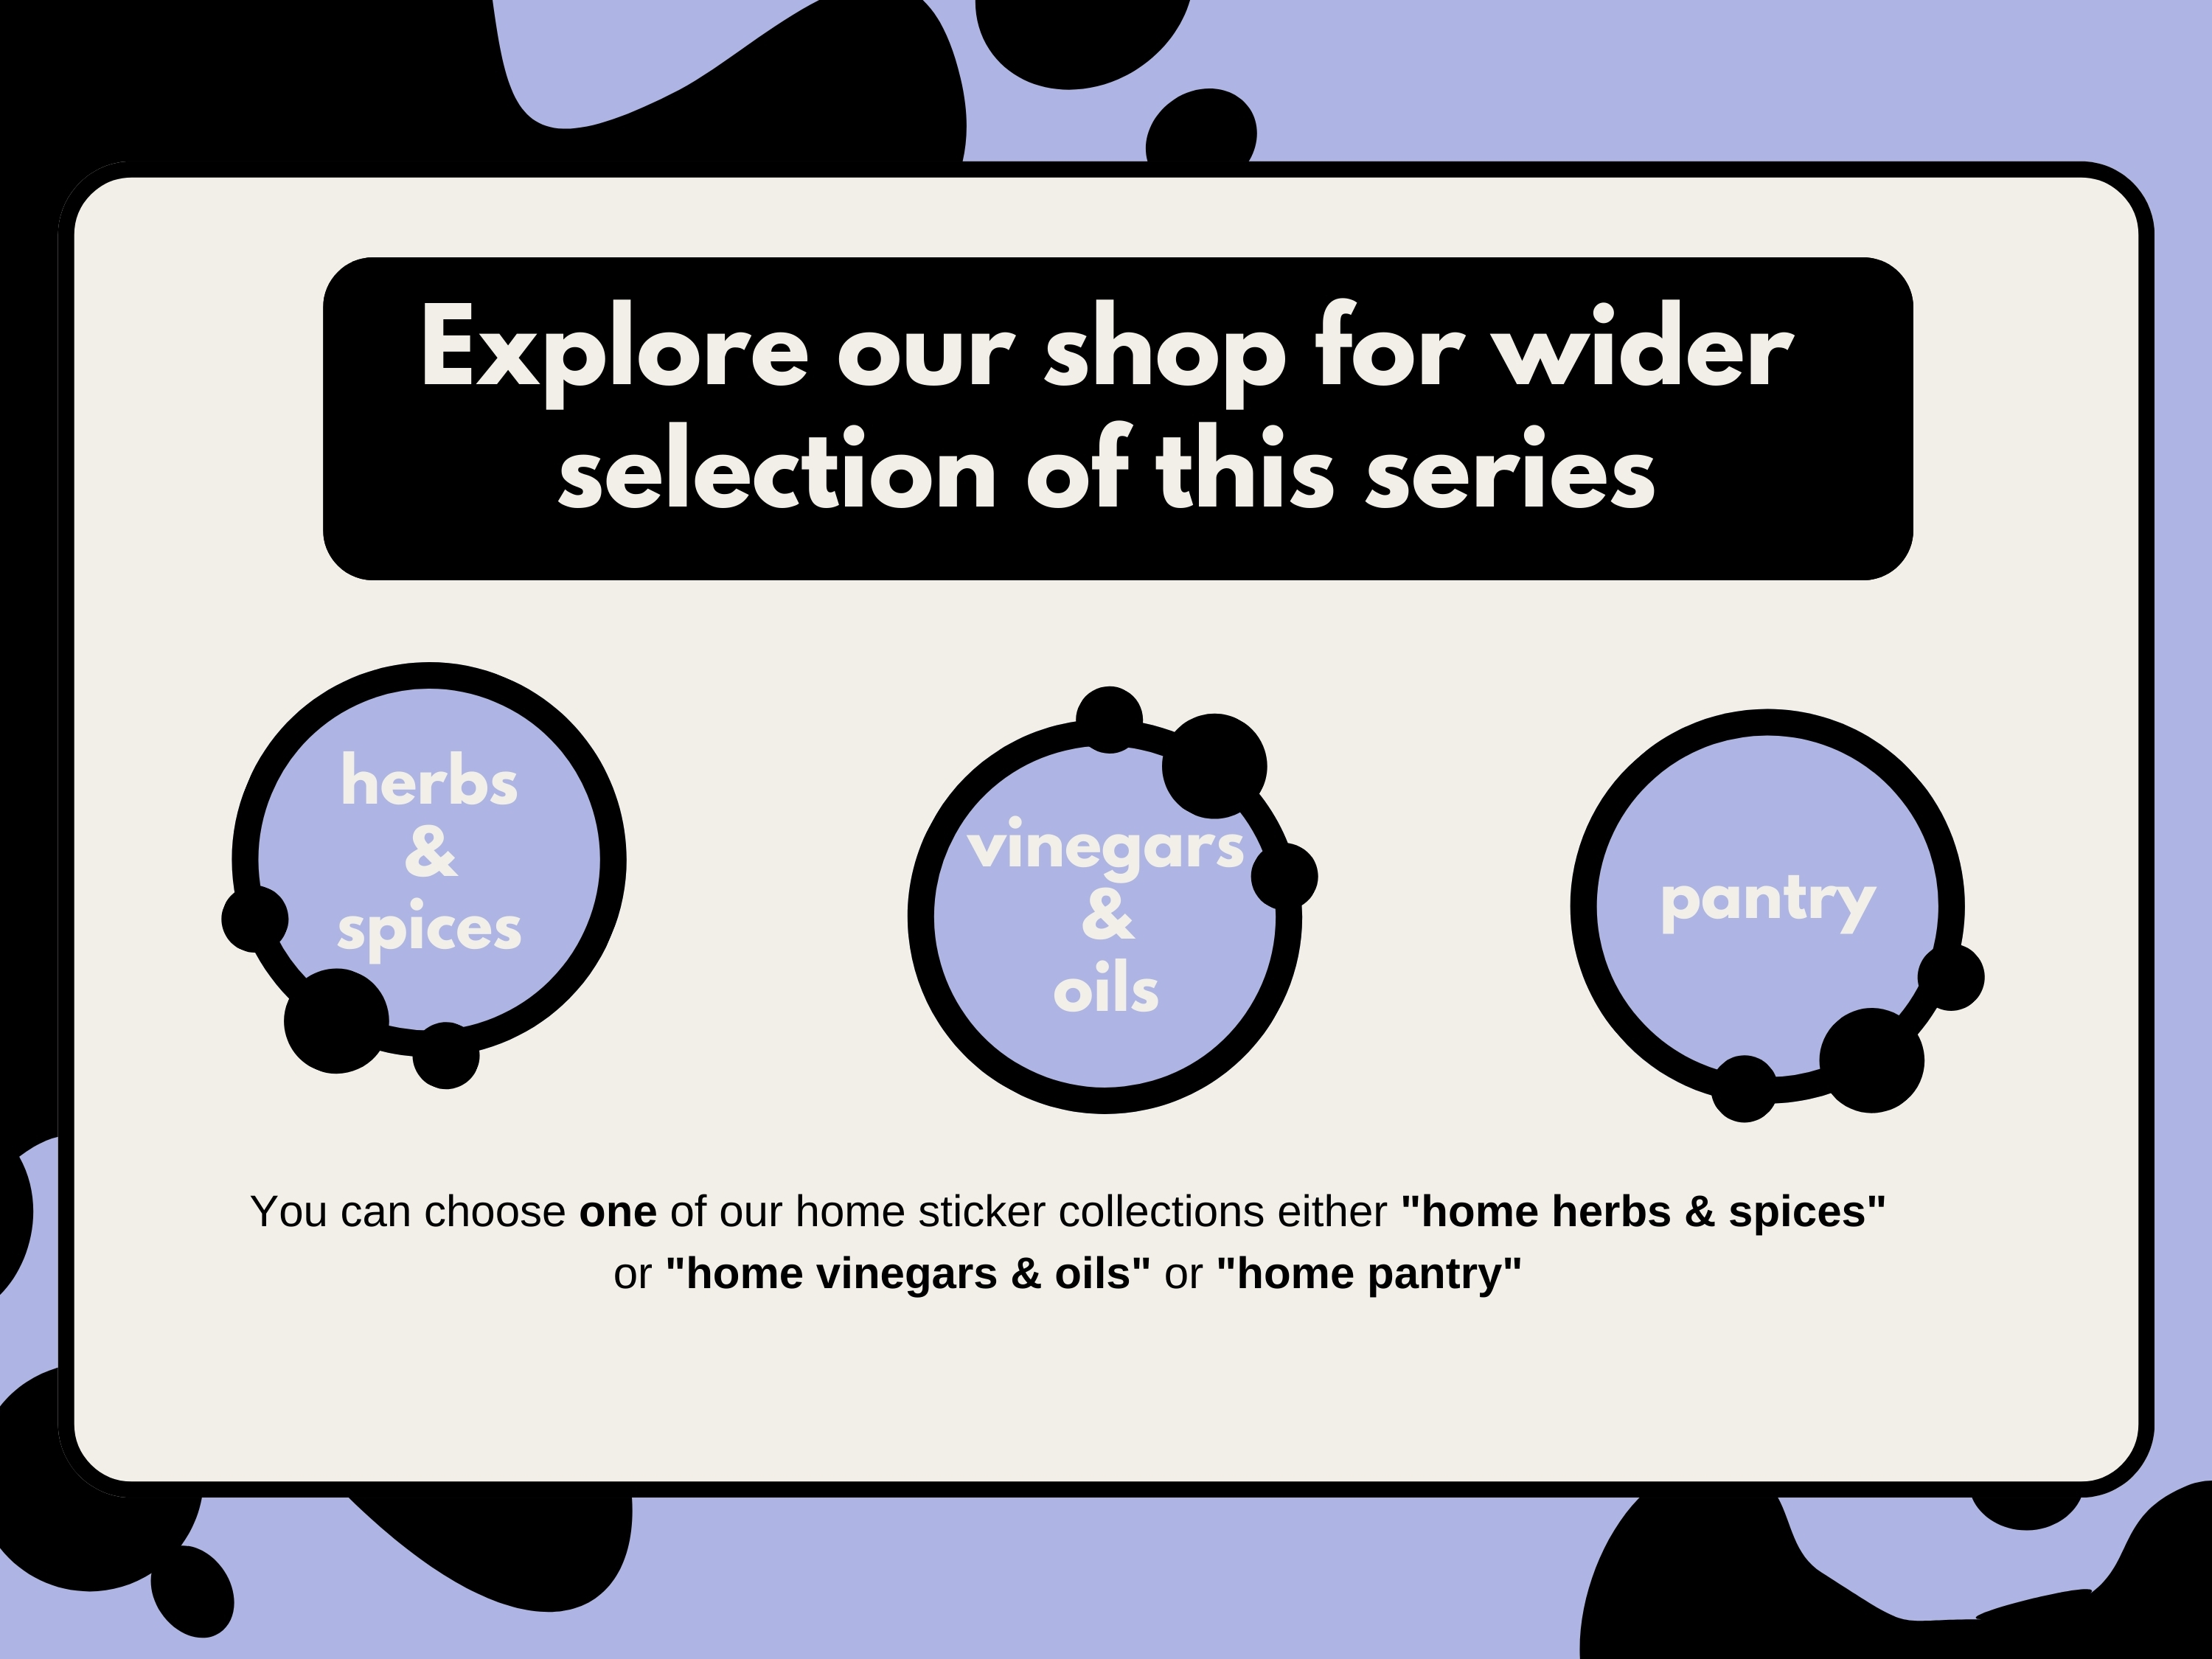 Explore our shop for wider
selection of this series
herbs
&
spices
vinegars
&
oils
pantry
You can choose one of our home sticker collections either "home herbs & spices"
or "home vinegars & oils" or "home pantry"